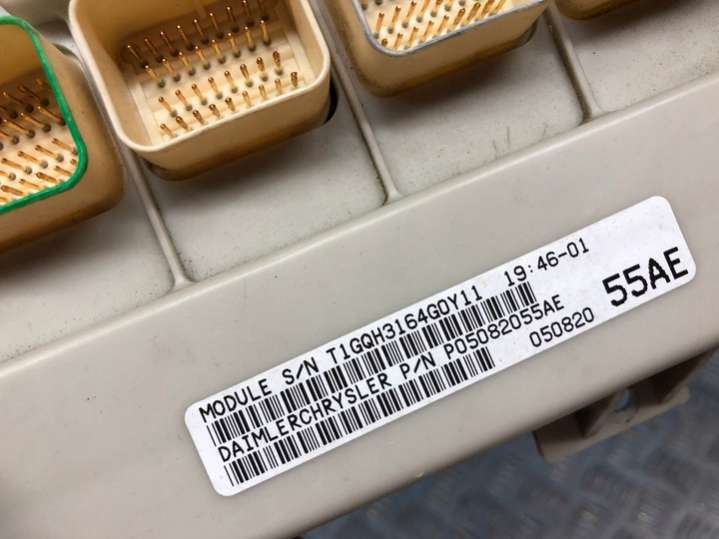 MODULE S/N T1GQH3164G0Y11 19:46-01
DAIMLERCHRYSLER P/N P05082055AE
050820
55AE